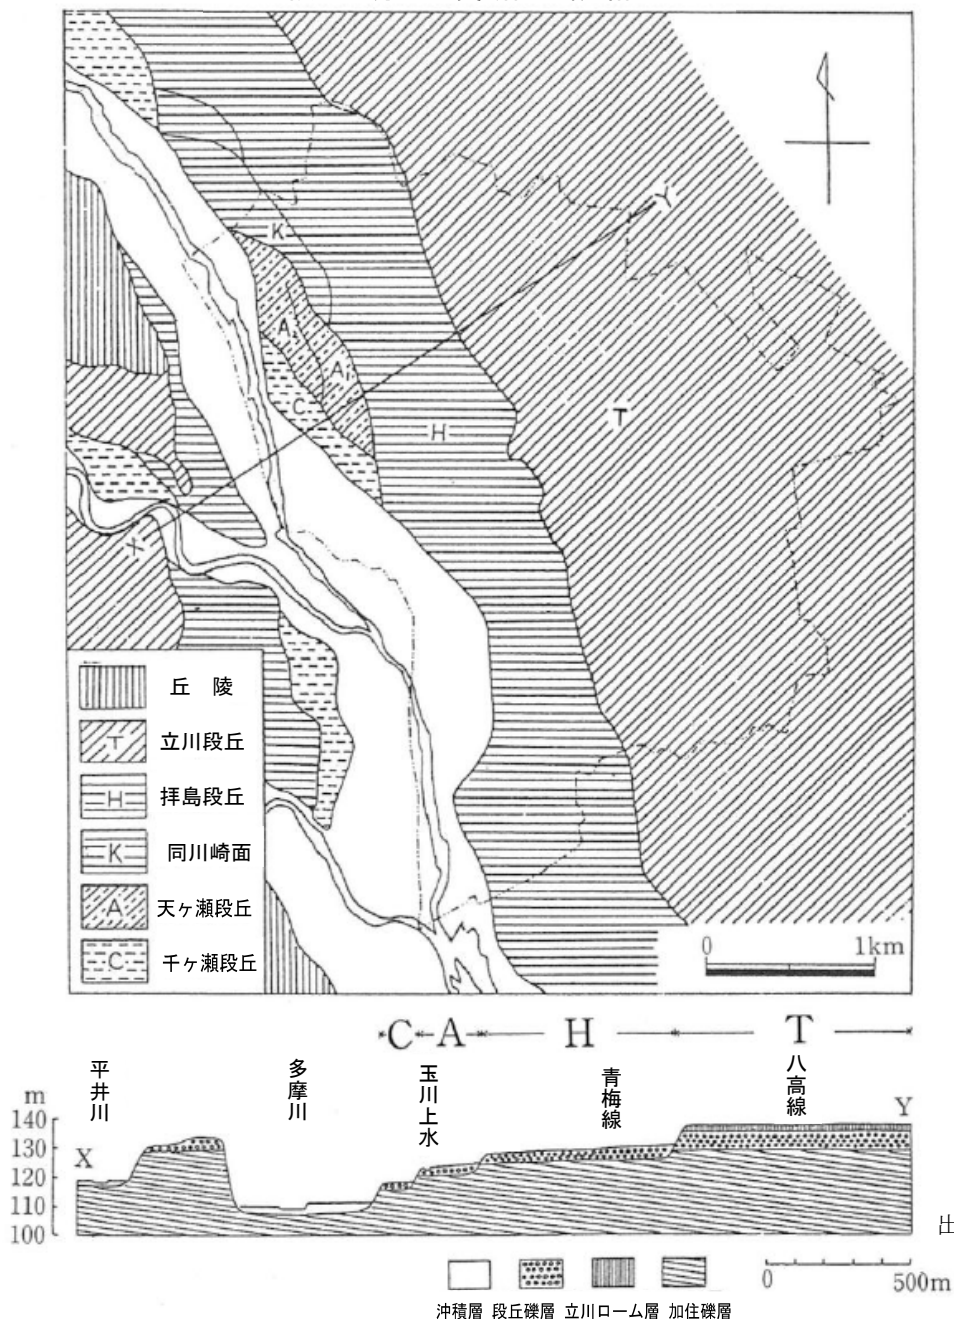 K
Y
A
A
C
H
T
X
丘 陵
T 立川段丘
H 拝島段丘
K 同川崎面
A 天ヶ瀬段丘
C 千ヶ瀬段丘
0 1km
C A H T
平井川
多摩川
玉川上水
青梅線
八高線
m
140
130
120
110
100
X
Y
出
0 500m
沖積層 段丘礫層 立川ローム層 加住礫層